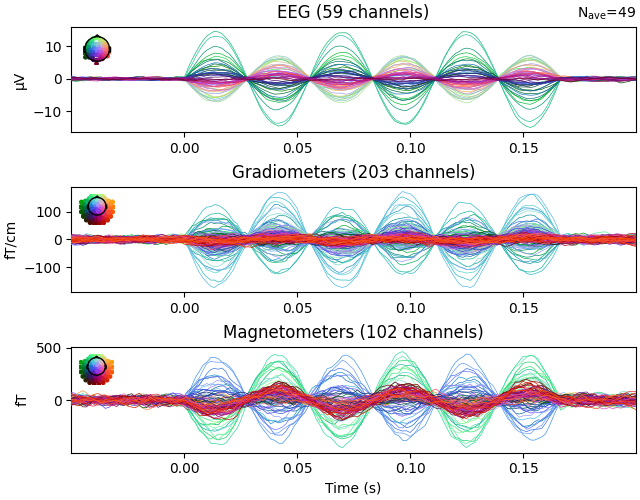 EEG (59 channels)
Nave=49
10
0
−10
µV
0.00 0.05 0.10 0.15
Gradiometers (203 channels)
100
0
−100
fT/cm
0.00 0.05 0.10 0.15
Magnetometers (102 channels)
500
0
fT
0.00 0.05 0.10 0.15
Time (s)